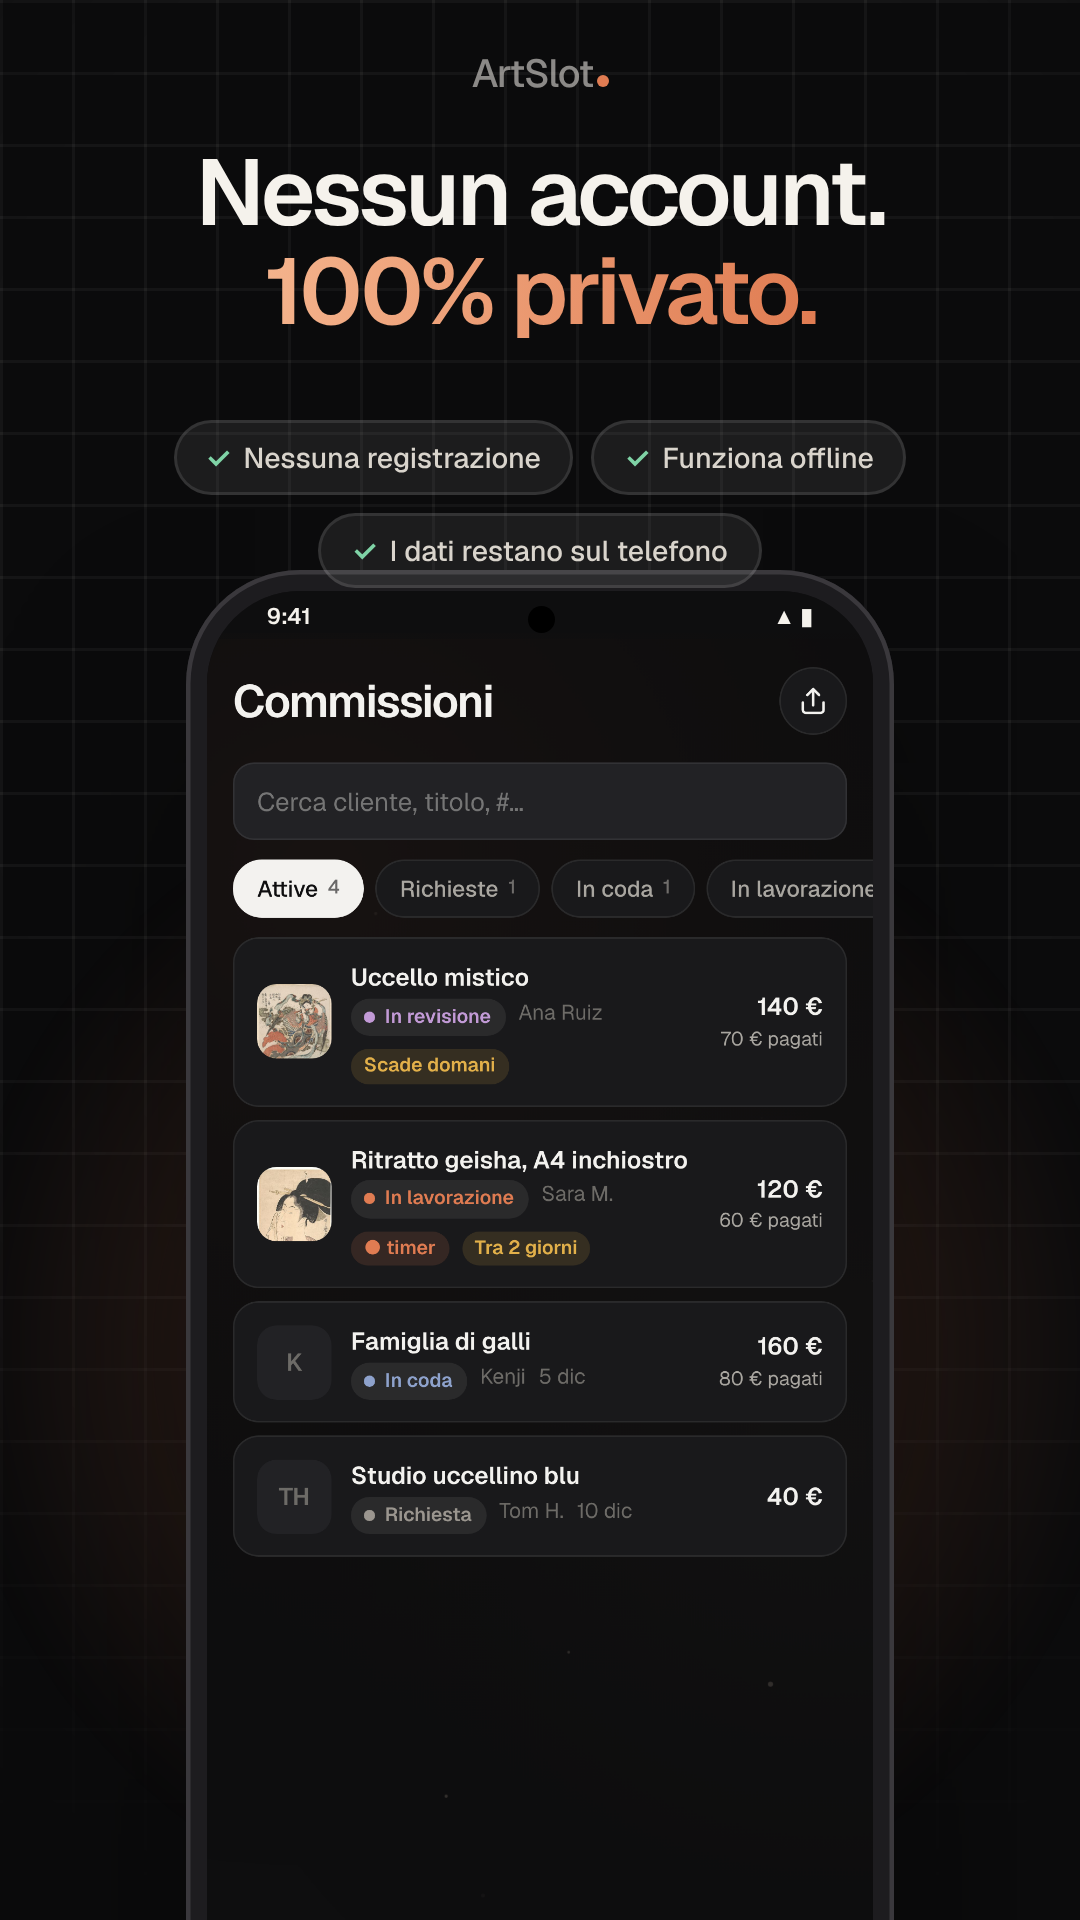 ArtSlot.
Nessun account.
100% privato.
Nessuna registrazione
Funziona offline
I dati restano sul telefono
9:41
Commissioni
Cerca cliente, titolo, #...
Attive 4
Richieste 1
In coda 1
In lavorazione
Uccello mistico
In revisione
Ana Ruiz
Scade domani
140 €
70 € pagati
Ritratto geisha, A4 inchiostro
In lavorazione
Sara M.
timer
Tra 2 giorni
120 €
60 € pagati
K
Famiglia di galli
In coda
Kenji 5 dic
160 €
80 € pagati
TH
Studio uccellino blu
Richiesta
Tom H. 10 dic
40 €